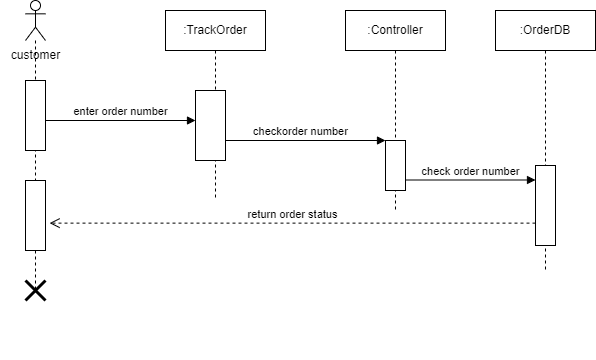 :TrackOrder
:Controller
:OrderDB
customer
enter order number
checkorder number
check order number
return order status